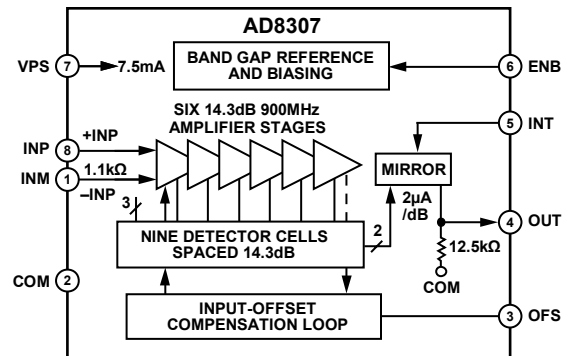 AD8307
VPS
7
7.5mA
BAND GAP REFERENCE
AND BIASING
6
ENB
SIX 14.3dB 900MHz
AMPLIFIER STAGES
5
INT
INP
8
+INP
INM
1
1.1kΩ
–INP
MIRROR
2µA
/dB
4
OUT
3
NINE DETECTOR CELLS
SPACED 14.3dB
2
12.5kΩ
COM
COM
2
INPUT-OFFSET
COMPENSATION LOOP
3
OFS